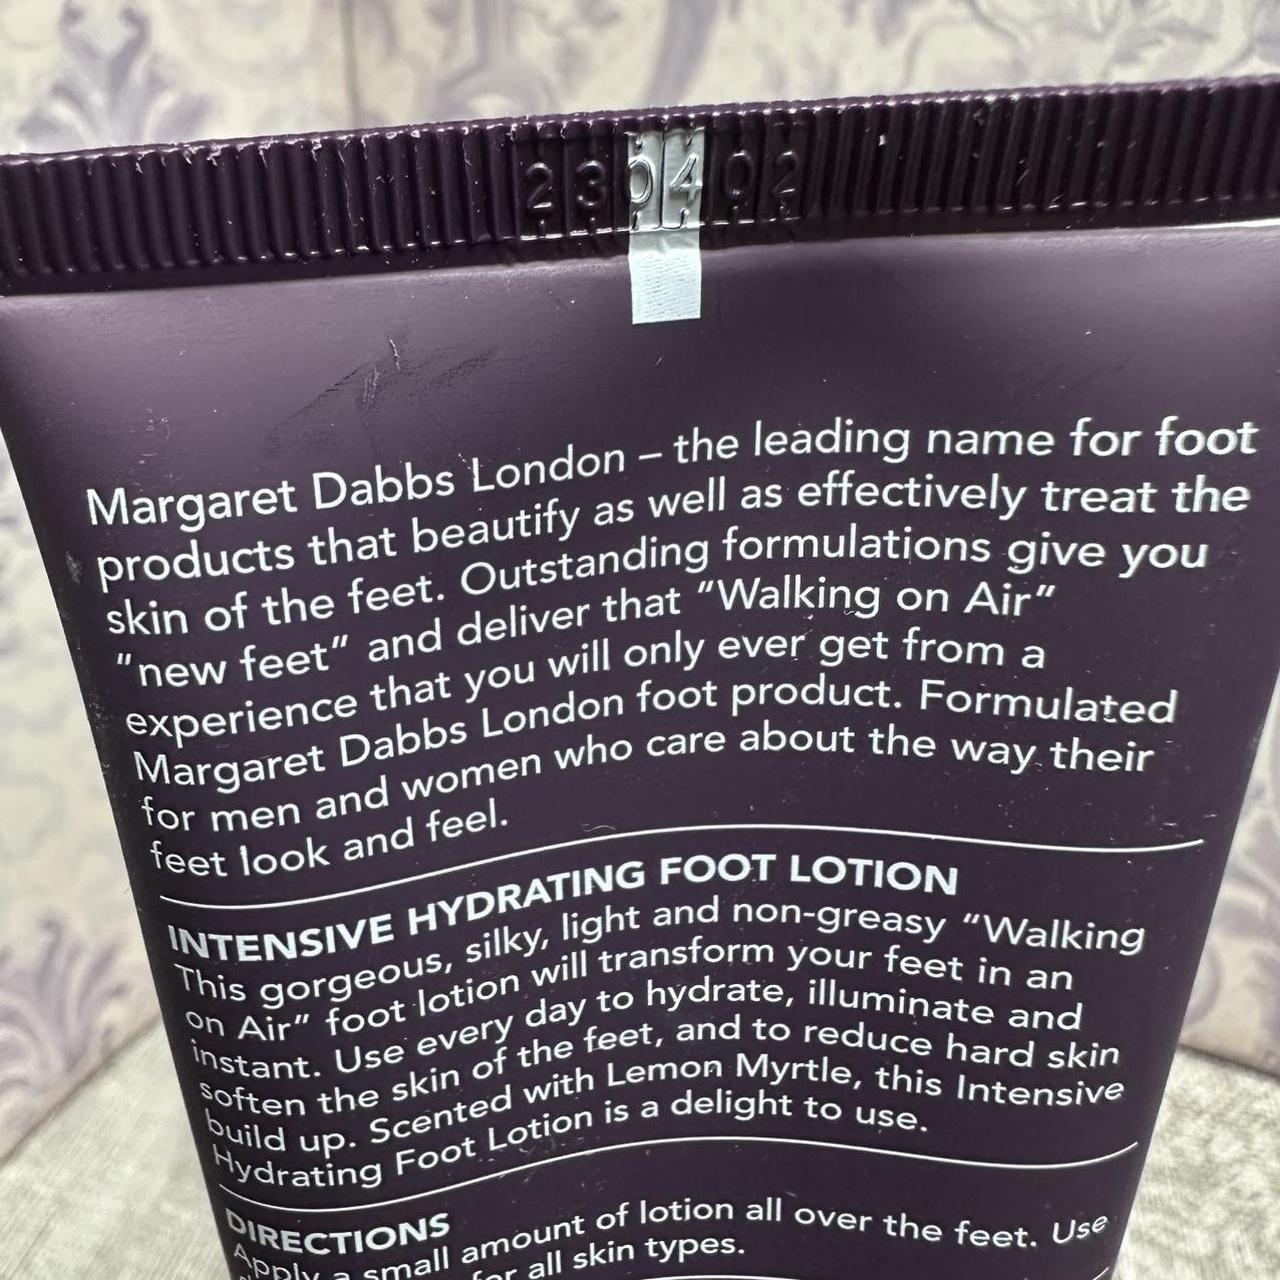 230402
Margaret Dabbs London – the leading name for foot
products that beautify as well as effectively treat the
skin of the feet. Outstanding formulations give you
“new feet” and deliver that “Walking on Air”
experience that you will only ever get from a
Margaret Dabbs London foot product. Formulated
for men and women who care about the way their
feet look and feel.
INTENSIVE HYDRATING FOOT LOTION
This gorgeous, silky, light and non-greasy “Walking
on Air” foot lotion will transform your feet in an
instant. Use every day to hydrate, illuminate and
soften the skin of the feet, and to reduce hard skin
build up. Scented with Lemon Myrtle, this Intensive
Hydrating Foot Lotion is a delight to use.
DIRECTIONS
Apply a small amount of lotion all over the feet. Use
for all skin types.